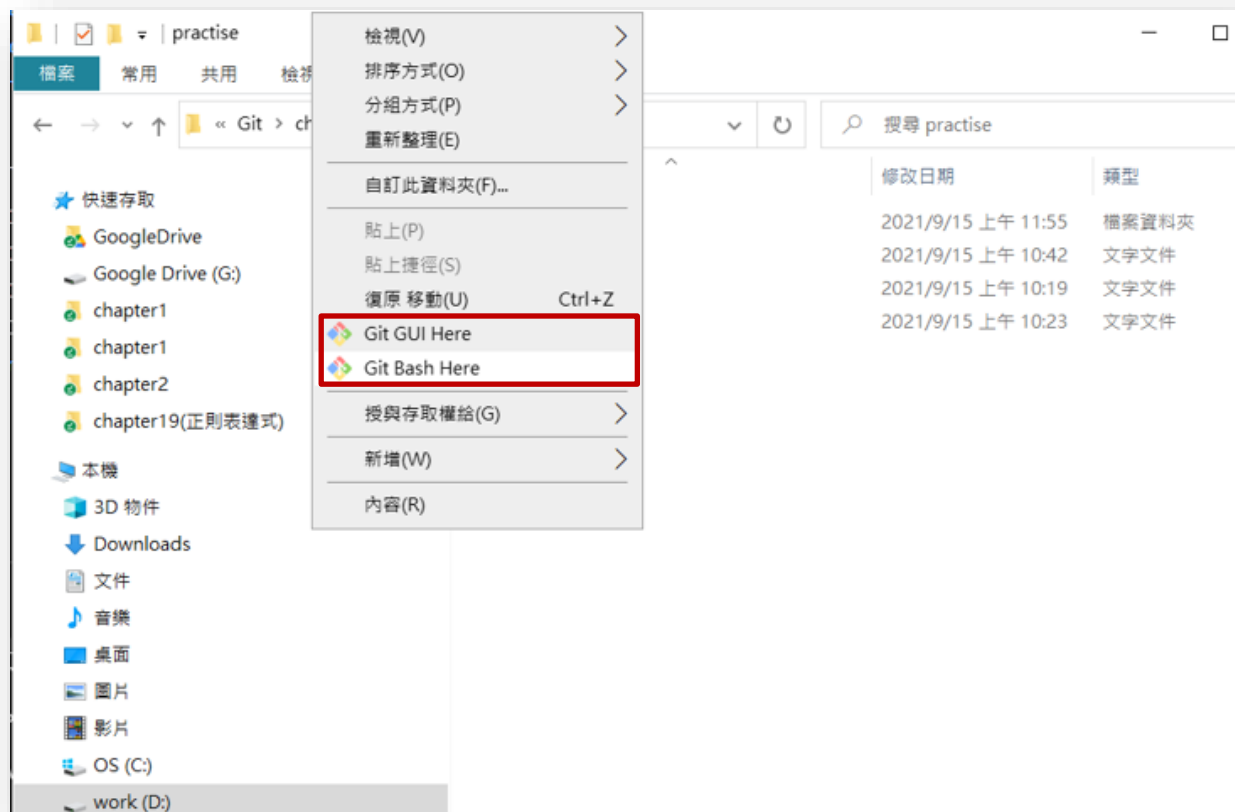 practise
檔案 常用 共用
« Git >
搜尋 practise
檢視(V)
排序方式(O)
分組方式(P)
重新整理(E)
自訂此資料夾(F)...
貼上(P)
貼上捷徑(S)
復原 移動(U) Ctrl+Z
Git GUI Here
Git Bash Here
授與存取權給(G)
新增(W)
內容(R)
快速存取
GoogleDrive
Google Drive (G:)
chapter1
chapter1
chapter2
chapter19(正則表達式)
本機
3D 物件
Downloads
文件
音樂
桌面
圖片
影片
OS (C:)
work (D:)
修改日期 類型
2021/9/15 上午 11:55 檔案資料夾
2021/9/15 上午 10:42 文字文件
2021/9/15 上午 10:19 文字文件
2021/9/15 上午 10:23 文字文件